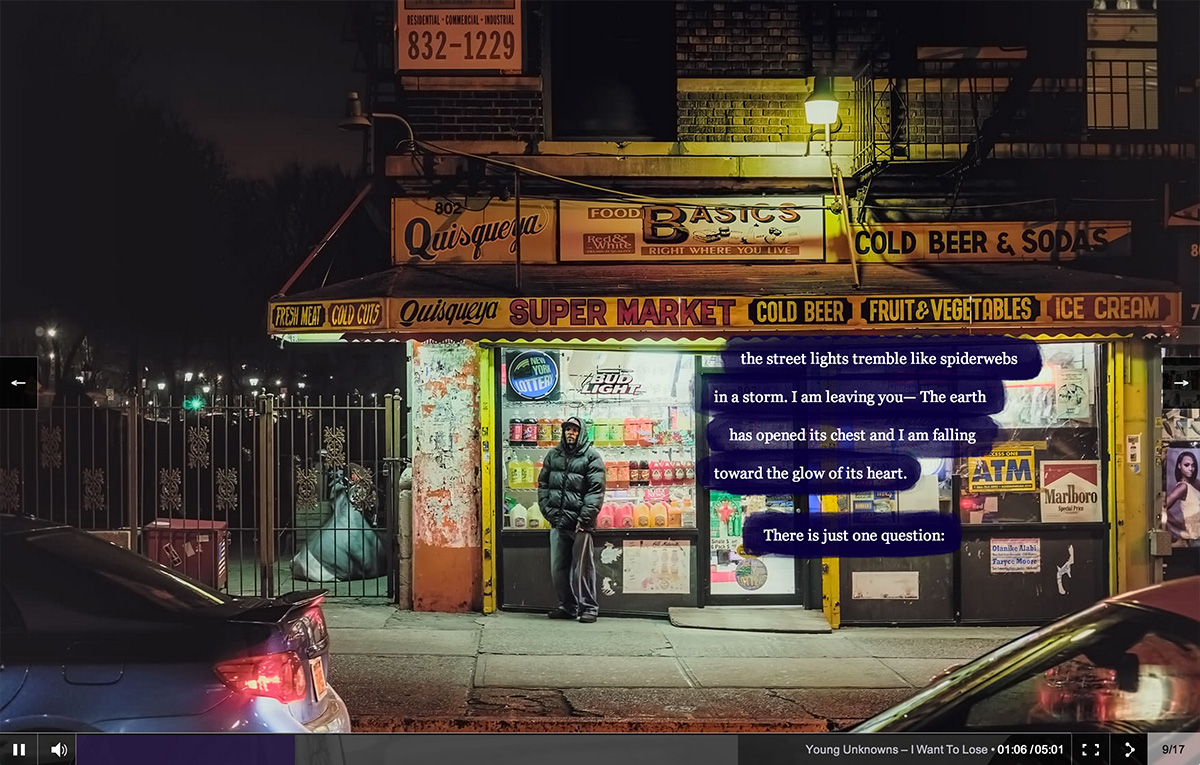 RESIDENTIAL - COMMERCIAL - INDUSTRIAL
832-1229
802
Quisqueya
FOOD BASICS
Red & White
RIGHT WHERE YOU LIVE
COLD BEER & SODAS
FRESH MEAT COLD CUTS Quisqueya SUPER MARKET COLD BEER FRUIT & VEGETABLES ICE CREAM
NEW YORK LOTTERY
BUD LIGHT
the street lights tremble like spiderwebs
in a storm. I am leaving you— The earth
has opened its chest and I am falling
toward the glow of its heart.
There is just one question:
ATM
Marlboro
Special Price
Olanike Alabi
Faryce Moore
Young Unknowns – I Want To Lose • 01:06 / 05:01
9/17